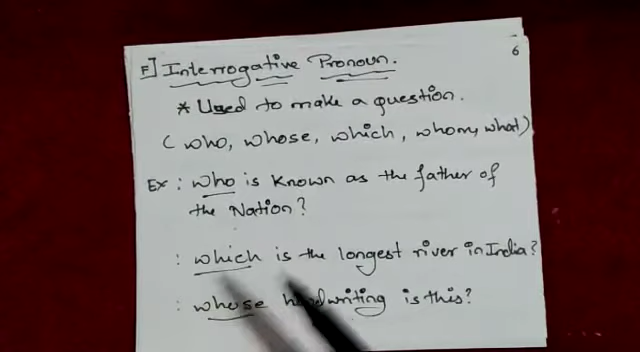 6
F] Interrogative Pronoun.
* Used to make a question.
(who, whose, which, whom, what)
Ex: who is known as the father of
the Nation?
: which is the longest river in India?
: whose handwriting is this?